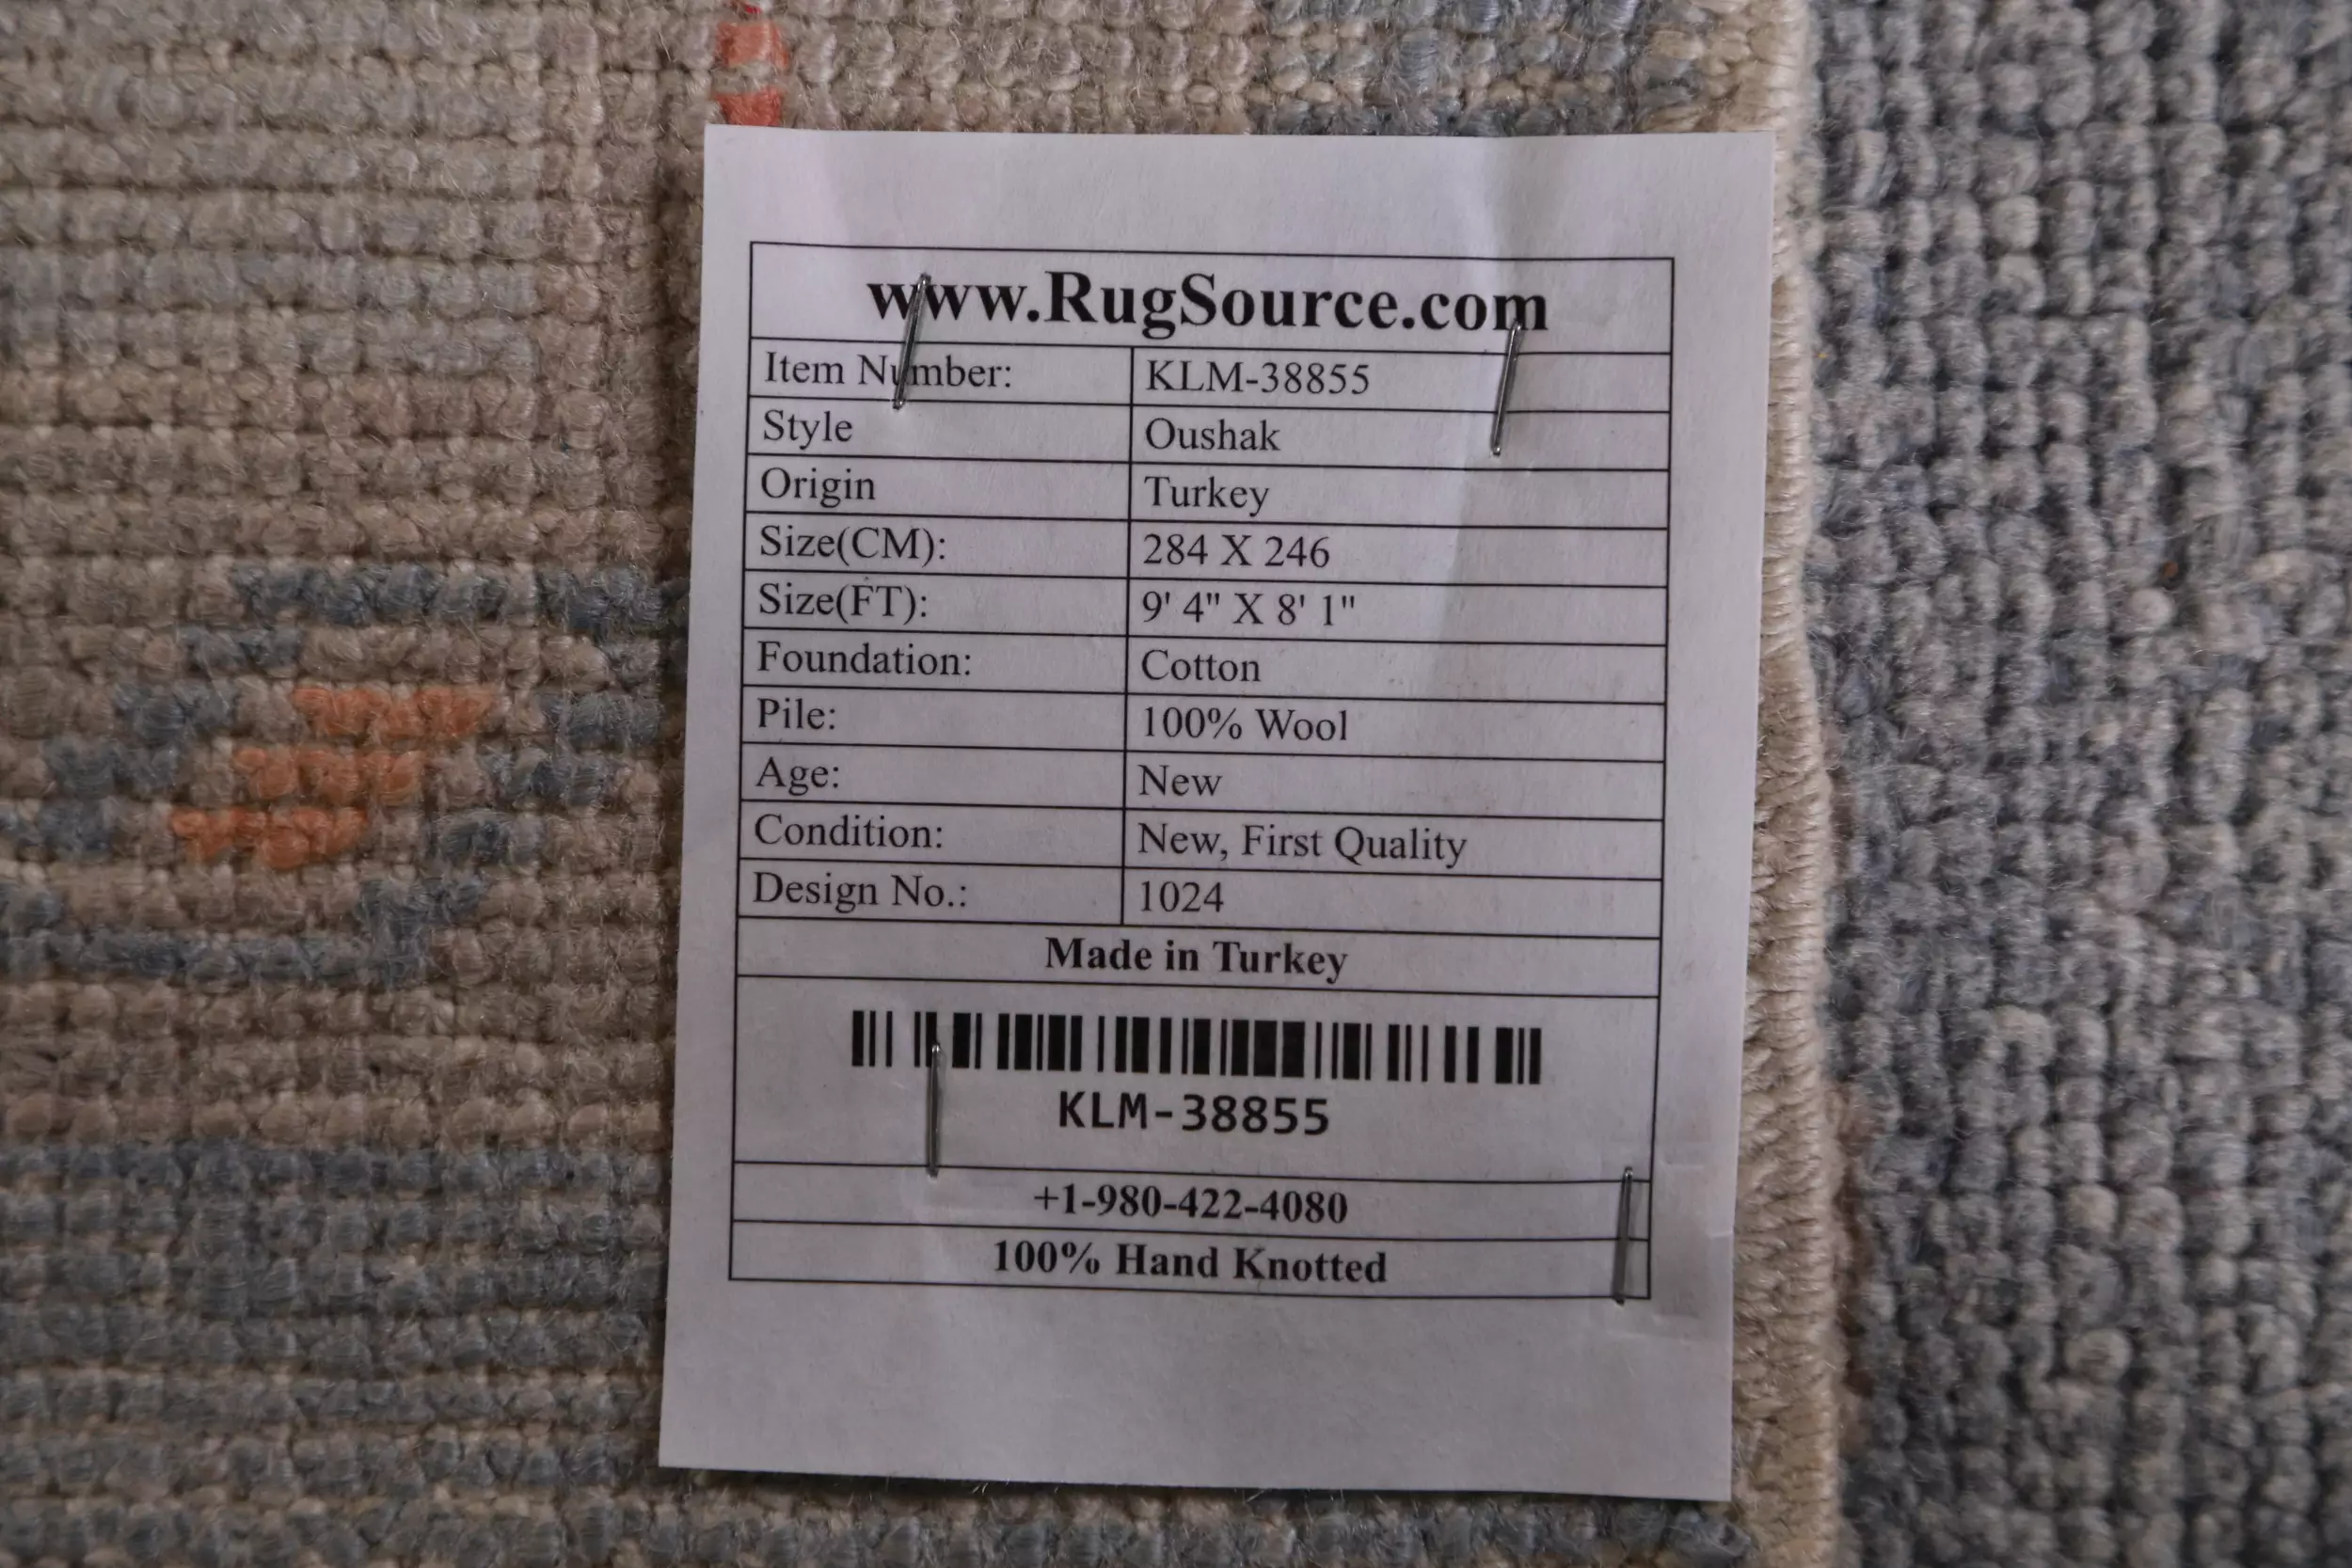 www.RugSource.com
Item Number: KLM-38855
Style Oushak
Origin Turkey
Size(CM): 284 X 246
Size(FT): 9' 4" X 8' 1"
Foundation: Cotton
Pile: 100% Wool
Age: New
Condition: New, First Quality
Design No.: 1024
Made in Turkey
KLM-38855
+1-980-422-4080
100% Hand Knotted